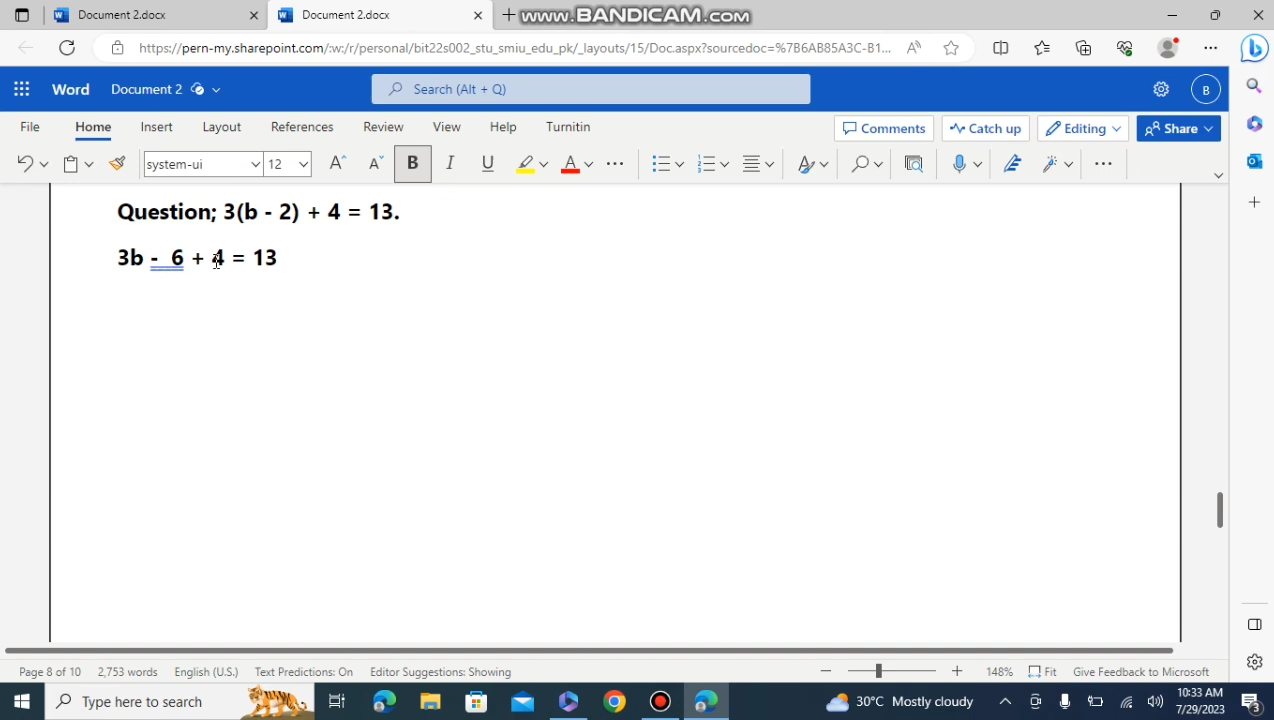 Document 2.docx
Document 2.docx
www.BANDICAM.com
https://pern-my.sharepoint.com/:w:/r/personal/bit22s002_stu_smiu_edu_pk/_layouts/15/Doc.aspx?sourcedoc=%7B6AB85A3C-B1...
Word Document 2 Search (Alt + Q) B
File Home Insert Layout References Review View Help Turnitin Comments Catch up Editing Share
system-ui 12 B I U A
Question; 3(b - 2) + 4 = 13.
3b - 6 + 4 = 13
Page 8 of 10 2,753 words English (U.S.) Text Predictions: On Editor Suggestions: Showing 148% Fit Give Feedback to Microsoft
Type here to search 30°C Mostly cloudy 10:33 AM
7/29/2023 3